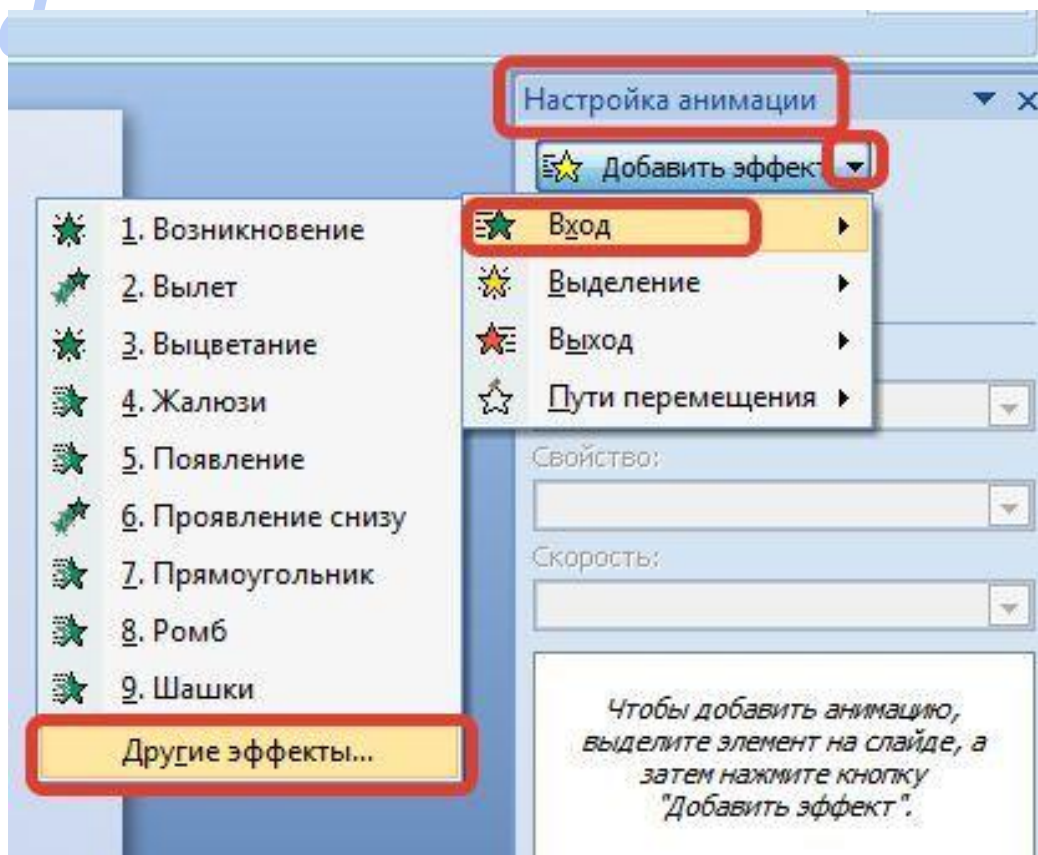 Настройка анимации
Добавить эффект
Вход
Выделение
Выход
Пути перемещения
1. Возникновение
2. Вылет
3. Выцветание
4. Жалюзи
5. Появление
6. Проявление снизу
7. Прямоугольник
8. Ромб
9. Шашки
Другие эффекты...
Свойство:
Скорость:
Чтобы добавить анимацию,
выделите элемент на слайде, а
затем нажмите кнопку
"Добавить эффект".